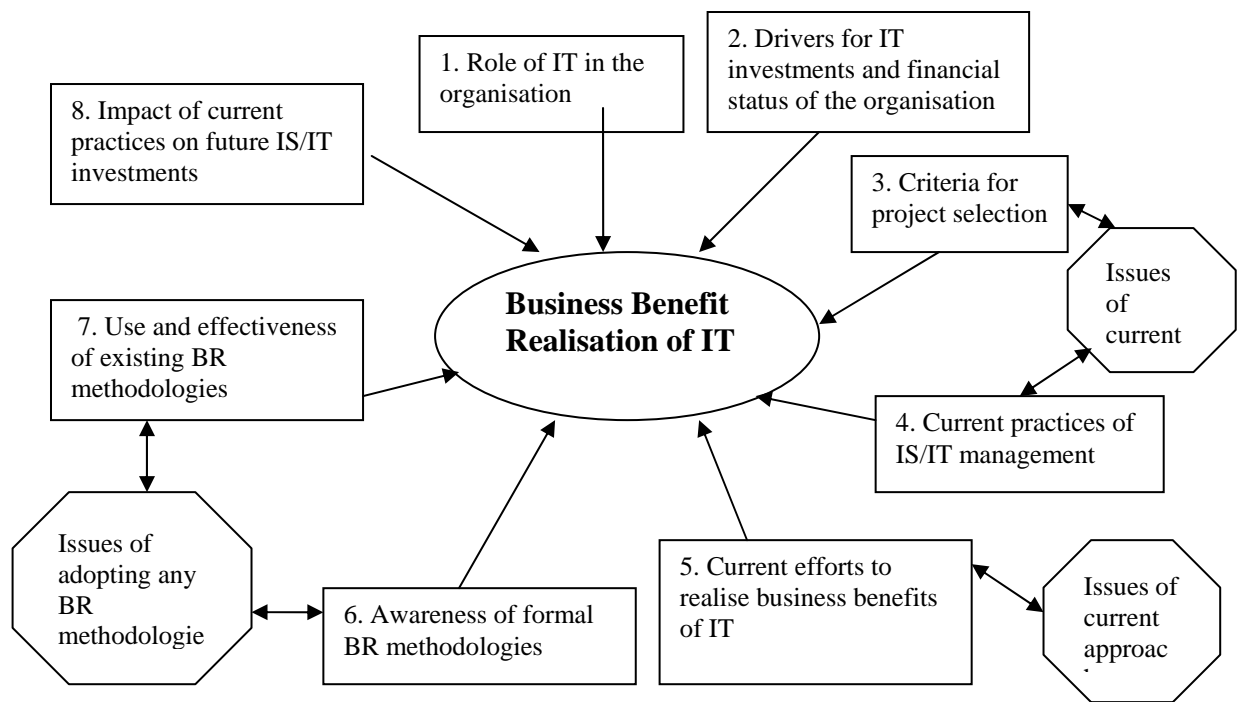 1. Role of IT in the
organisation
2. Drivers for IT
investments and financial
status of the organisation
8. Impact of current
practices on future IS/IT
investments
3. Criteria for
project selection
Issues
of
current
Business Benefit
Realisation of IT
7. Use and effectiveness
of existing BR
methodologies
4. Current practices of
IS/IT management
Issues of
adopting any
BR
methodologie
6. Awareness of formal
BR methodologies
5. Current efforts to
realise business benefits
of IT
Issues of
current
approac